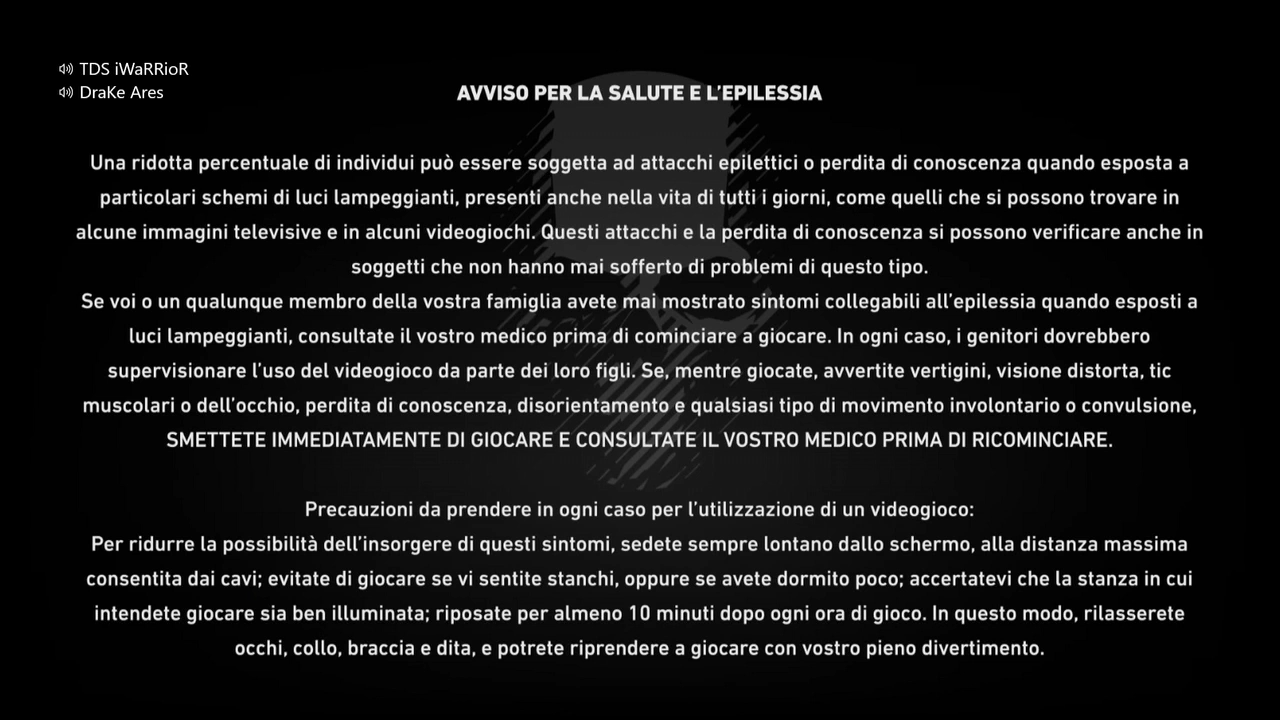 TDS iWaRRioR
DraKe Ares
AVVISO PER LA SALUTE E L'EPILESSIA
Una ridotta percentuale di individui può essere soggetta ad attacchi epilettici o perdita di conoscenza quando esposta a
particolari schemi di luci lampeggianti, presenti anche nella vita di tutti i giorni, come quelli che si possono trovare in
alcune immagini televisive e in alcuni videogiochi. Questi attacchi e la perdita di conoscenza si possono verificare anche in
soggetti che non hanno mai sofferto di problemi di questo tipo.
Se voi o un qualunque membro della vostra famiglia avete mai mostrato sintomi collegabili all'epilessia quando esposti a
luci lampeggianti, consultate il vostro medico prima di cominciare a giocare. In ogni caso, i genitori dovrebbero
supervisionare l'uso del videogioco da parte dei loro figli. Se, mentre giocate, avvertite vertigini, visione distorta, tic
muscolari o dell'occhio, perdita di conoscenza, disorientamento e qualsiasi tipo di movimento involontario o convulsione,
SMETTETE IMMEDIATAMENTE DI GIOCARE E CONSULTATE IL VOSTRO MEDICO PRIMA DI RICOMINCIARE.
Precauzioni da prendere in ogni caso per l'utilizzazione di un videogioco:
Per ridurre la possibilità dell'insorgere di questi sintomi, sedete sempre lontano dallo schermo, alla distanza massima
consentita dai cavi; evitate di giocare se vi sentite stanchi, oppure se avete dormito poco; accertatevi che la stanza in cui
intendete giocare sia ben illuminata; riposate per almeno 10 minuti dopo ogni ora di gioco. In questo modo, rilasserete
occhi, collo, braccia e dita, e potrete riprendere a giocare con vostro pieno divertimento.